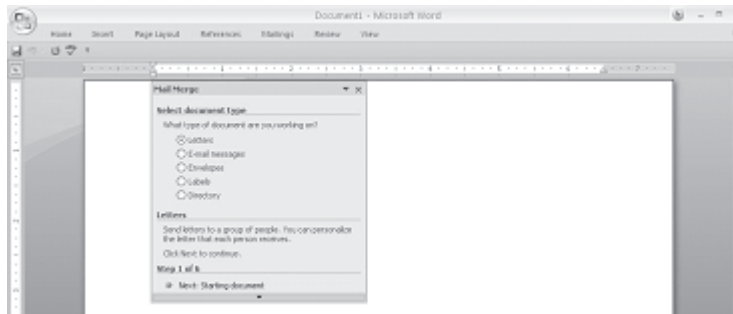 Document1 - Microsoft Word
Home Insert Page Layout References Mailings Review View
Mail Merge
Select document type
What type of document are you working on?
Letters
E-mail messages
Envelopes
Labels
Directory
Letters
Send letters to a group of people. You can personalize
the letter that each person receives.
Click Next to continue.
Step 1 of 6
Next: Starting document